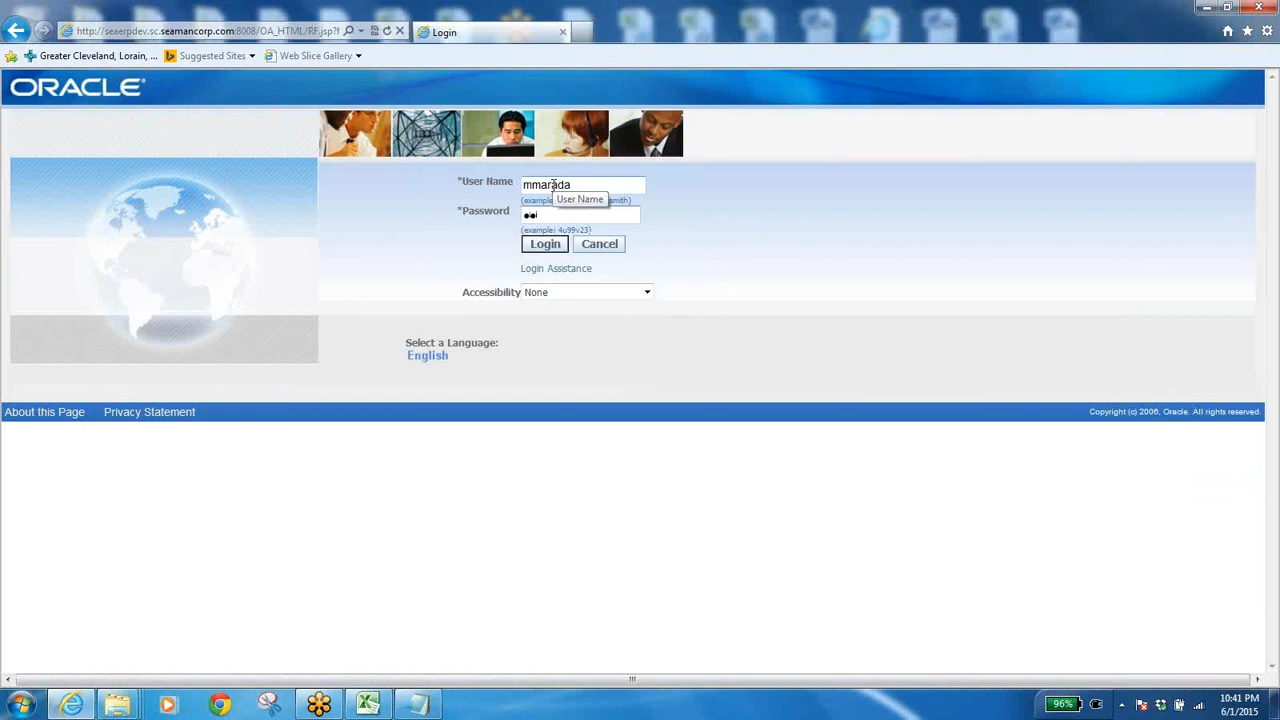 http://seaerpdev.sc.seamancorp.com:8008/OA_HTML/RF.jsp?f
Login
Greater Cleveland, Lorain, ...
Suggested Sites
Web Slice Gallery
ORACLE
*User Name
mmarada
(example: smith)
User Name
*Password
(example: 4u99v23)
Login
Cancel
Login Assistance
Accessibility
None
Select a Language:
English
About this Page
Privacy Statement
Copyright (c) 2006, Oracle. All rights reserved.
96%
10:41 PM
6/1/2015